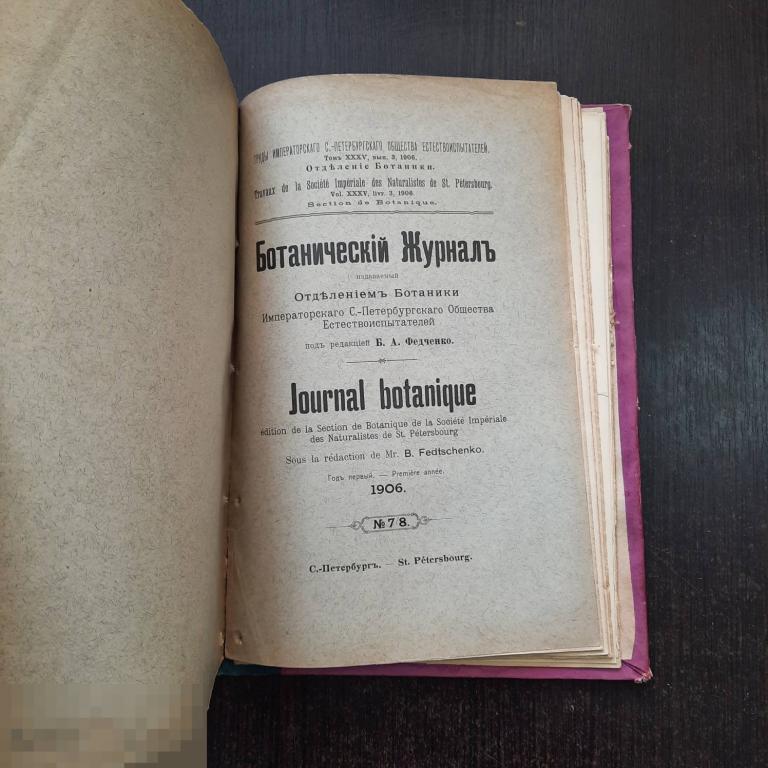 ТРУДЫ ИМПЕРАТОРСКАГО С.-ПЕТЕРБУРГСКАГО ОБЩЕСТВА ЕСТЕСТВОИСПЫТАТЕЛЕЙ.
Томъ XXXV, вып. 3, 1906.
Отдѣленіе Ботаники.
Travaux de la Société Impériale des Naturalistes de St. Pétersbourg.
Vol. XXXV, livr. 3, 1906.
Section de Botanique.
Ботаническій Журналъ
издаваемый
Отдѣленіемъ Ботаники
Императорскаго С.-Петербургскаго Общества
Естествоиспытателей
подъ редакціей Б. А. Федченко.
Journal botanique
édition de la Section de Botanique de la Société Impériale
des Naturalistes de St. Pétersbourg
Sous la rédaction de Mr. B. Fedtschenko.
Годъ первый. — Première année.
1906.
№ 7/8.
С.-Петербургъ. — St. Pétersbourg.